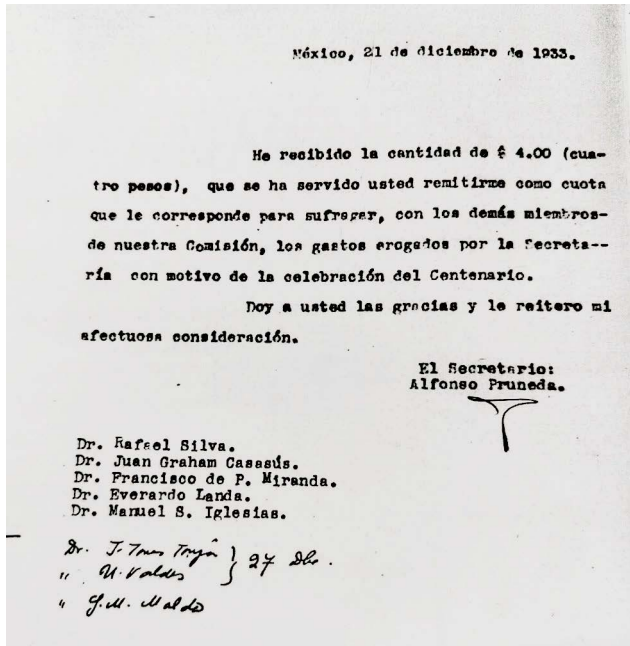 México, 21 de diciembre de 1933.
He recibido la cantidad de $ 4.00 (cua-
tro pesos), que se ha servido usted remitirme como cuota
que le corresponde para sufragar, con los demás miembros-
de nuestra Comisión, los gastos erogados por la Secreta--
ría con motivo de la celebración del Centenario.
Doy a usted las gracias y le reitero mi
afectuosa consideración.
El Secretario:
Alfonso Pruneda.
Dr. Rafael Silva.
Dr. Juan Graham Casasús.
Dr. Francisco de P. Miranda.
Dr. Everardo Landa.
Dr. Manuel S. Iglesias.
Dr. J. Torres 27 Dbe.
" U. Valdes
" G.M. Maldo